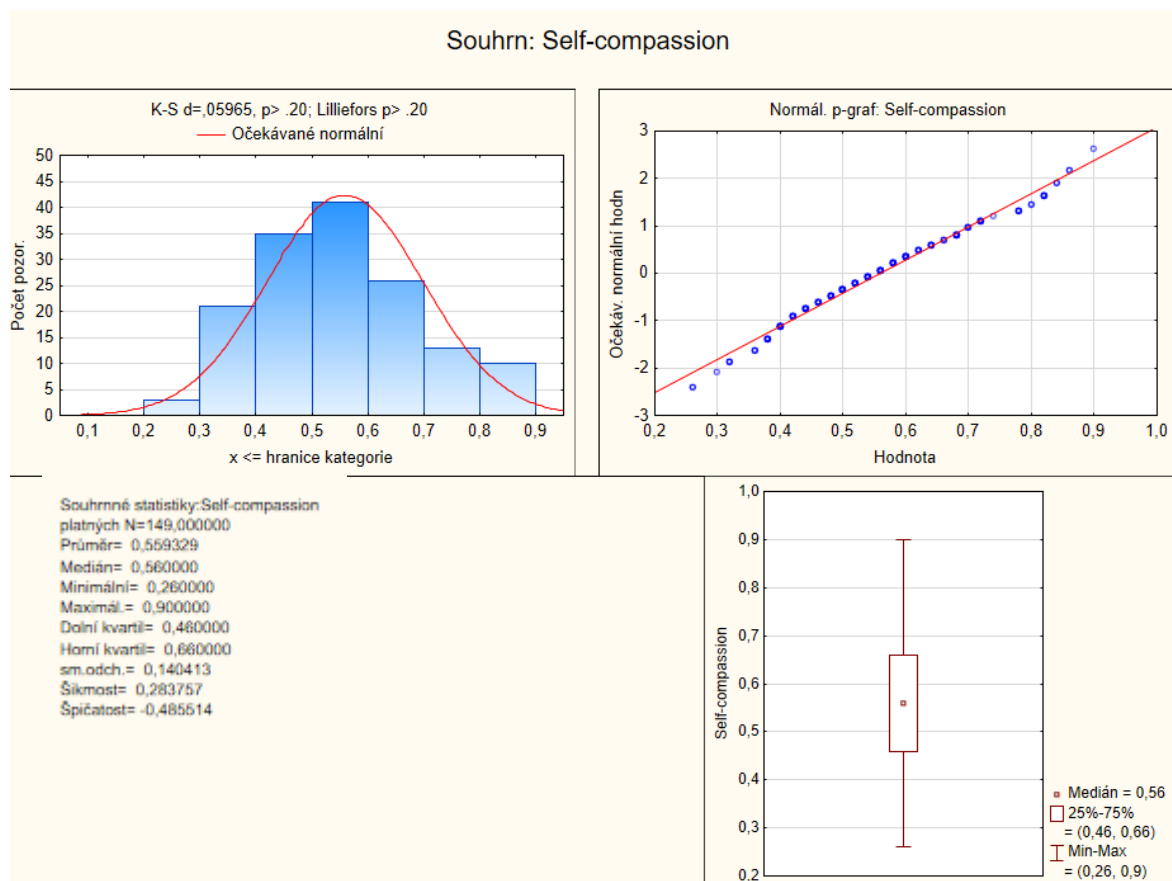 Souhrn: Self-compassion
K-S d=,05965, p> .20; Lilliefors p> .20
Očekávané normální
50
45
40
35
30
25
20
15
10
5
0
Počet pozor.
0,1 0,2 0,3 0,4 0,5 0,6 0,7 0,8 0,9
x <= hranice kategorie
Normál. p-graf: Self-compassion
3
2
1
0
-1
-2
-3
Očekáv. normální hodn
0,2 0,3 0,4 0,5 0,6 0,7 0,8 0,9 1,0
Hodnota
Souhrnné statistiky:Self-compassion
platných N=149,000000
Průměr= 0,559329
Medián= 0,560000
Minimální= 0,260000
Maximál.= 0,900000
Dolní kvartil= 0,460000
Horní kvartil= 0,660000
sm.odch.= 0,140413
Šikmost= 0,283757
Špičatost= -0,485514
1,0
0,9
0,8
0,7
0,6
0,5
0,4
0,3
0,2
Self-compassion
Medián = 0,56
25%-75%
= (0,46, 0,66)
Min-Max
= (0,26, 0,9)